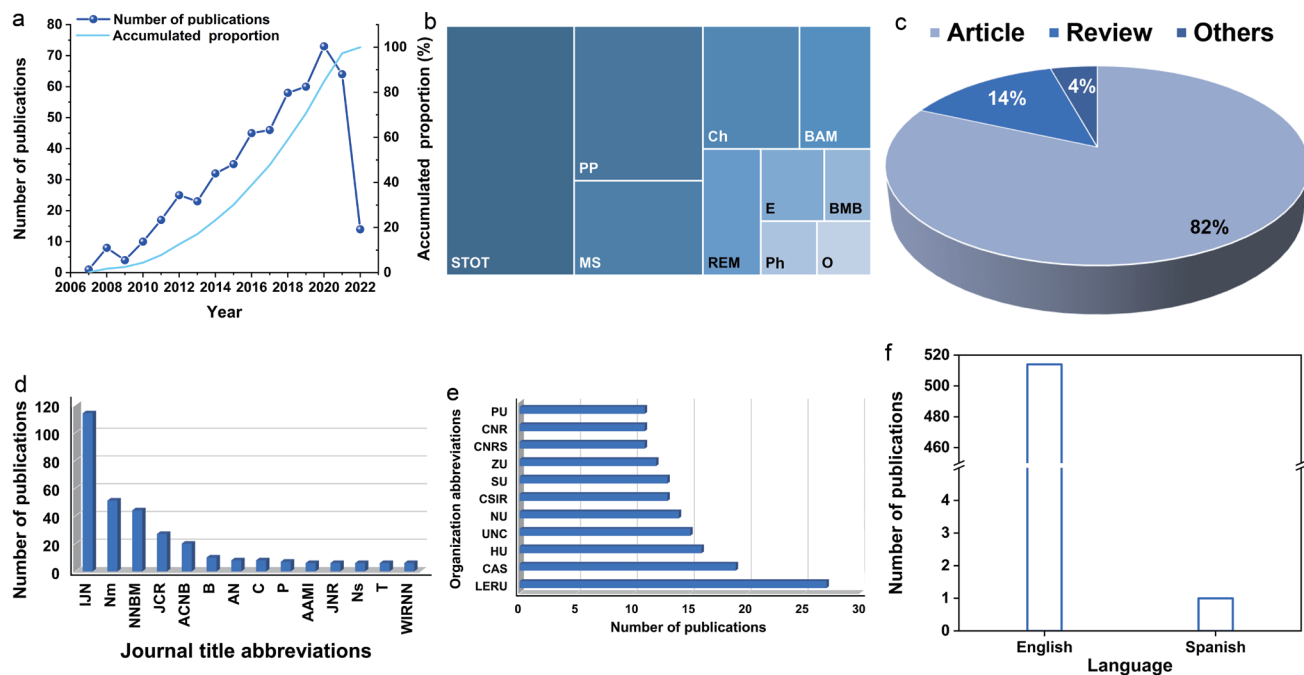 a
Number of publications
Accumulated proportion
80
70
60
50
40
30
20
10
0
100
80
60
40
20
0
Number of publications
Accumulated proportion (%)
2006 2008 2010 2012 2014 2016 2018 2020 2022
Year
b
STOT
PP
MS
Ch
BAM
REM
E
BMB
Ph
O
c
Article Review Others
14%
4%
82%
d
Number of publications
120
100
80
60
40
20
0
IJN
Nm
NNBM
JCR
ACNB
B
AN
C
P
AAMI
JNR
Ns
T
WIRNN
Journal title abbreviations
e
Organization abbreviations
PU
CNR
CNRS
ZU
SU
CSIR
NU
UNC
HU
CAS
LERU
0 5 10 15 20 25 30
Number of publications
f
Number of publications
520
500
480
460
4
3
2
1
0
English Spanish
Language